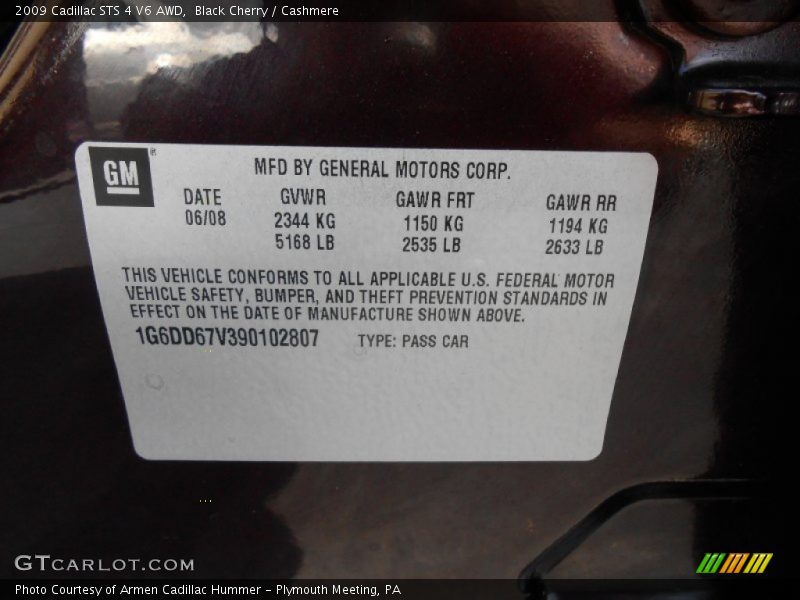 2009 Cadillac STS 4 V6 AWD, Black Cherry / Cashmere
GM ®
MFD BY GENERAL MOTORS CORP.
DATE GVWR GAWR FRT GAWR RR
06/08 2344 KG 1150 KG 1194 KG
5168 LB 2535 LB 2633 LB
THIS VEHICLE CONFORMS TO ALL APPLICABLE U.S. FEDERAL MOTOR
VEHICLE SAFETY, BUMPER, AND THEFT PREVENTION STANDARDS IN
EFFECT ON THE DATE OF MANUFACTURE SHOWN ABOVE.
1G6DD67V390102807 TYPE: PASS CAR
GTCARLOT.COM
Photo Courtesy of Armen Cadillac Hummer - Plymouth Meeting, PA